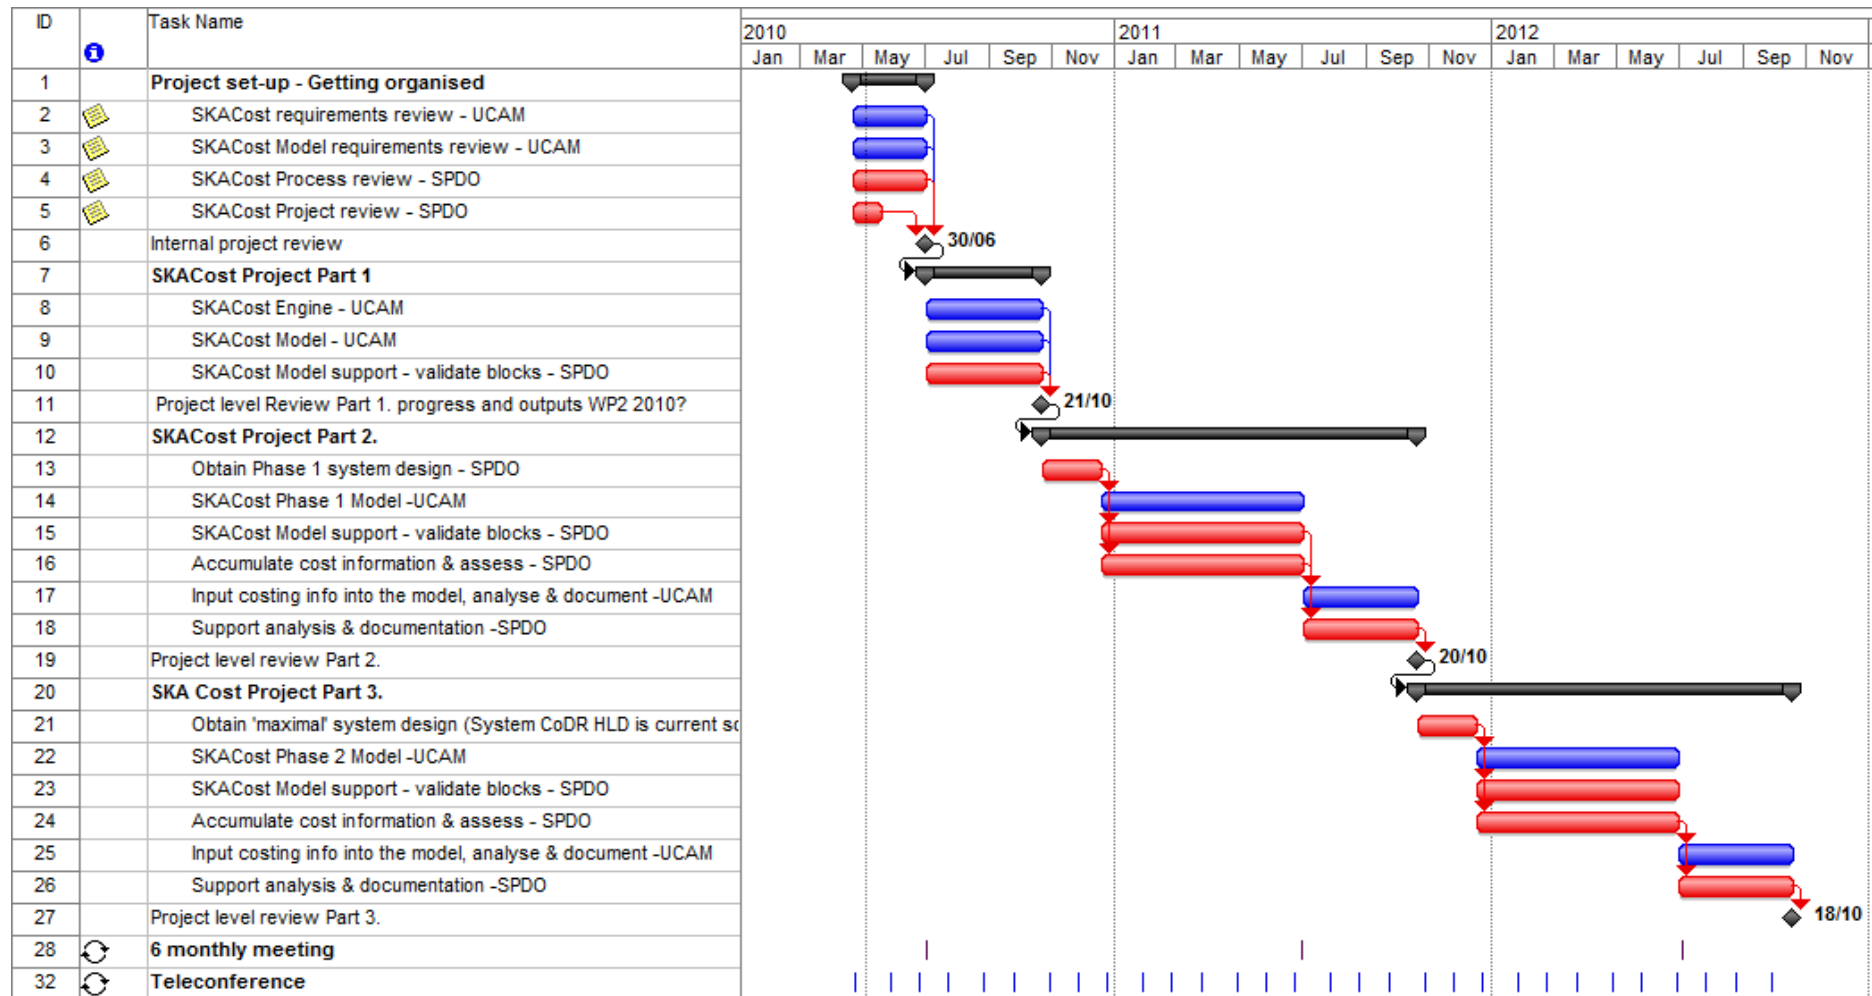 ID Task Name
2010 2011 2012
Jan Mar May Jul Sep Nov Jan Mar May Jul Sep Nov Jan Mar May Jul Sep Nov
1 Project set-up - Getting organised
2 SKACost requirements review - UCAM
3 SKACost Model requirements review - UCAM
4 SKACost Process review - SPDO
5 SKACost Project review - SPDO
6 Internal project review 30/06
7 SKACost Project Part 1
8 SKACost Engine - UCAM
9 SKACost Model - UCAM
10 SKACost Model support - validate blocks - SPDO
11 Project level Review Part 1. progress and outputs WP2 2010? 21/10
12 SKACost Project Part 2.
13 Obtain Phase 1 system design - SPDO
14 SKACost Phase 1 Model -UCAM
15 SKACost Model support - validate blocks - SPDO
16 Accumulate cost information & assess - SPDO
17 Input costing info into the model, analyse & document -UCAM
18 Support analysis & documentation -SPDO
19 Project level review Part 2. 20/10
20 SKA Cost Project Part 3.
21 Obtain 'maximal' system design (System CoDR HLD is current
22 SKACost Phase 2 Model -UCAM
23 SKACost Model support - validate blocks - SPDO
24 Accumulate cost information & assess - SPDO
25 Input costing info into the model, analyse & document -UCAM
26 Support analysis & documentation -SPDO
27 Project level review Part 3. 18/10
28 6 monthly meeting
32 Teleconference